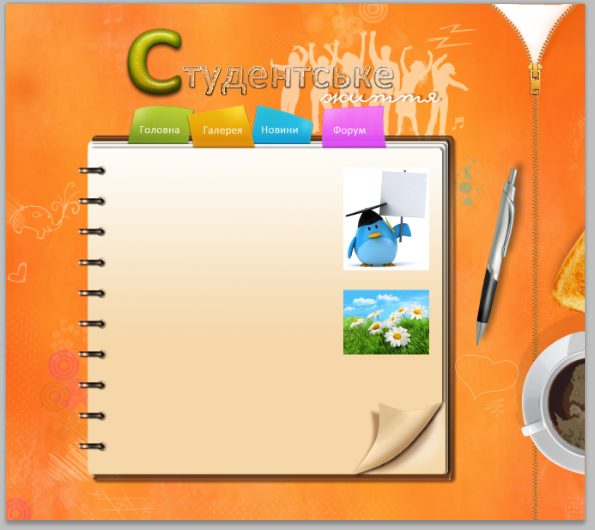 Студентське
життя
Головна
Галерея
Новини
Форум